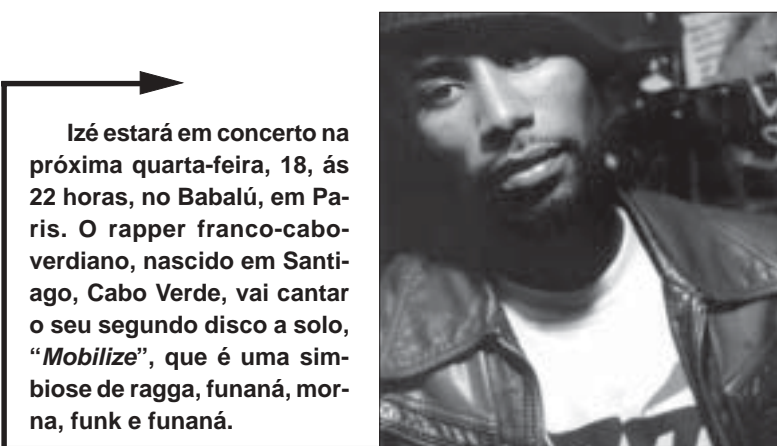 Izé estará em concerto na
próxima quarta-feira, 18, ás
22 horas, no Babalú, em Pa-
ris. O rapper franco-cabo-
verdiano, nascido em Santi-
ago, Cabo Verde, vai cantar
o seu segundo disco a solo,
“Mobilize”, que é uma sim-
biose de ragga, funaná, mor-
na, funk e funaná.